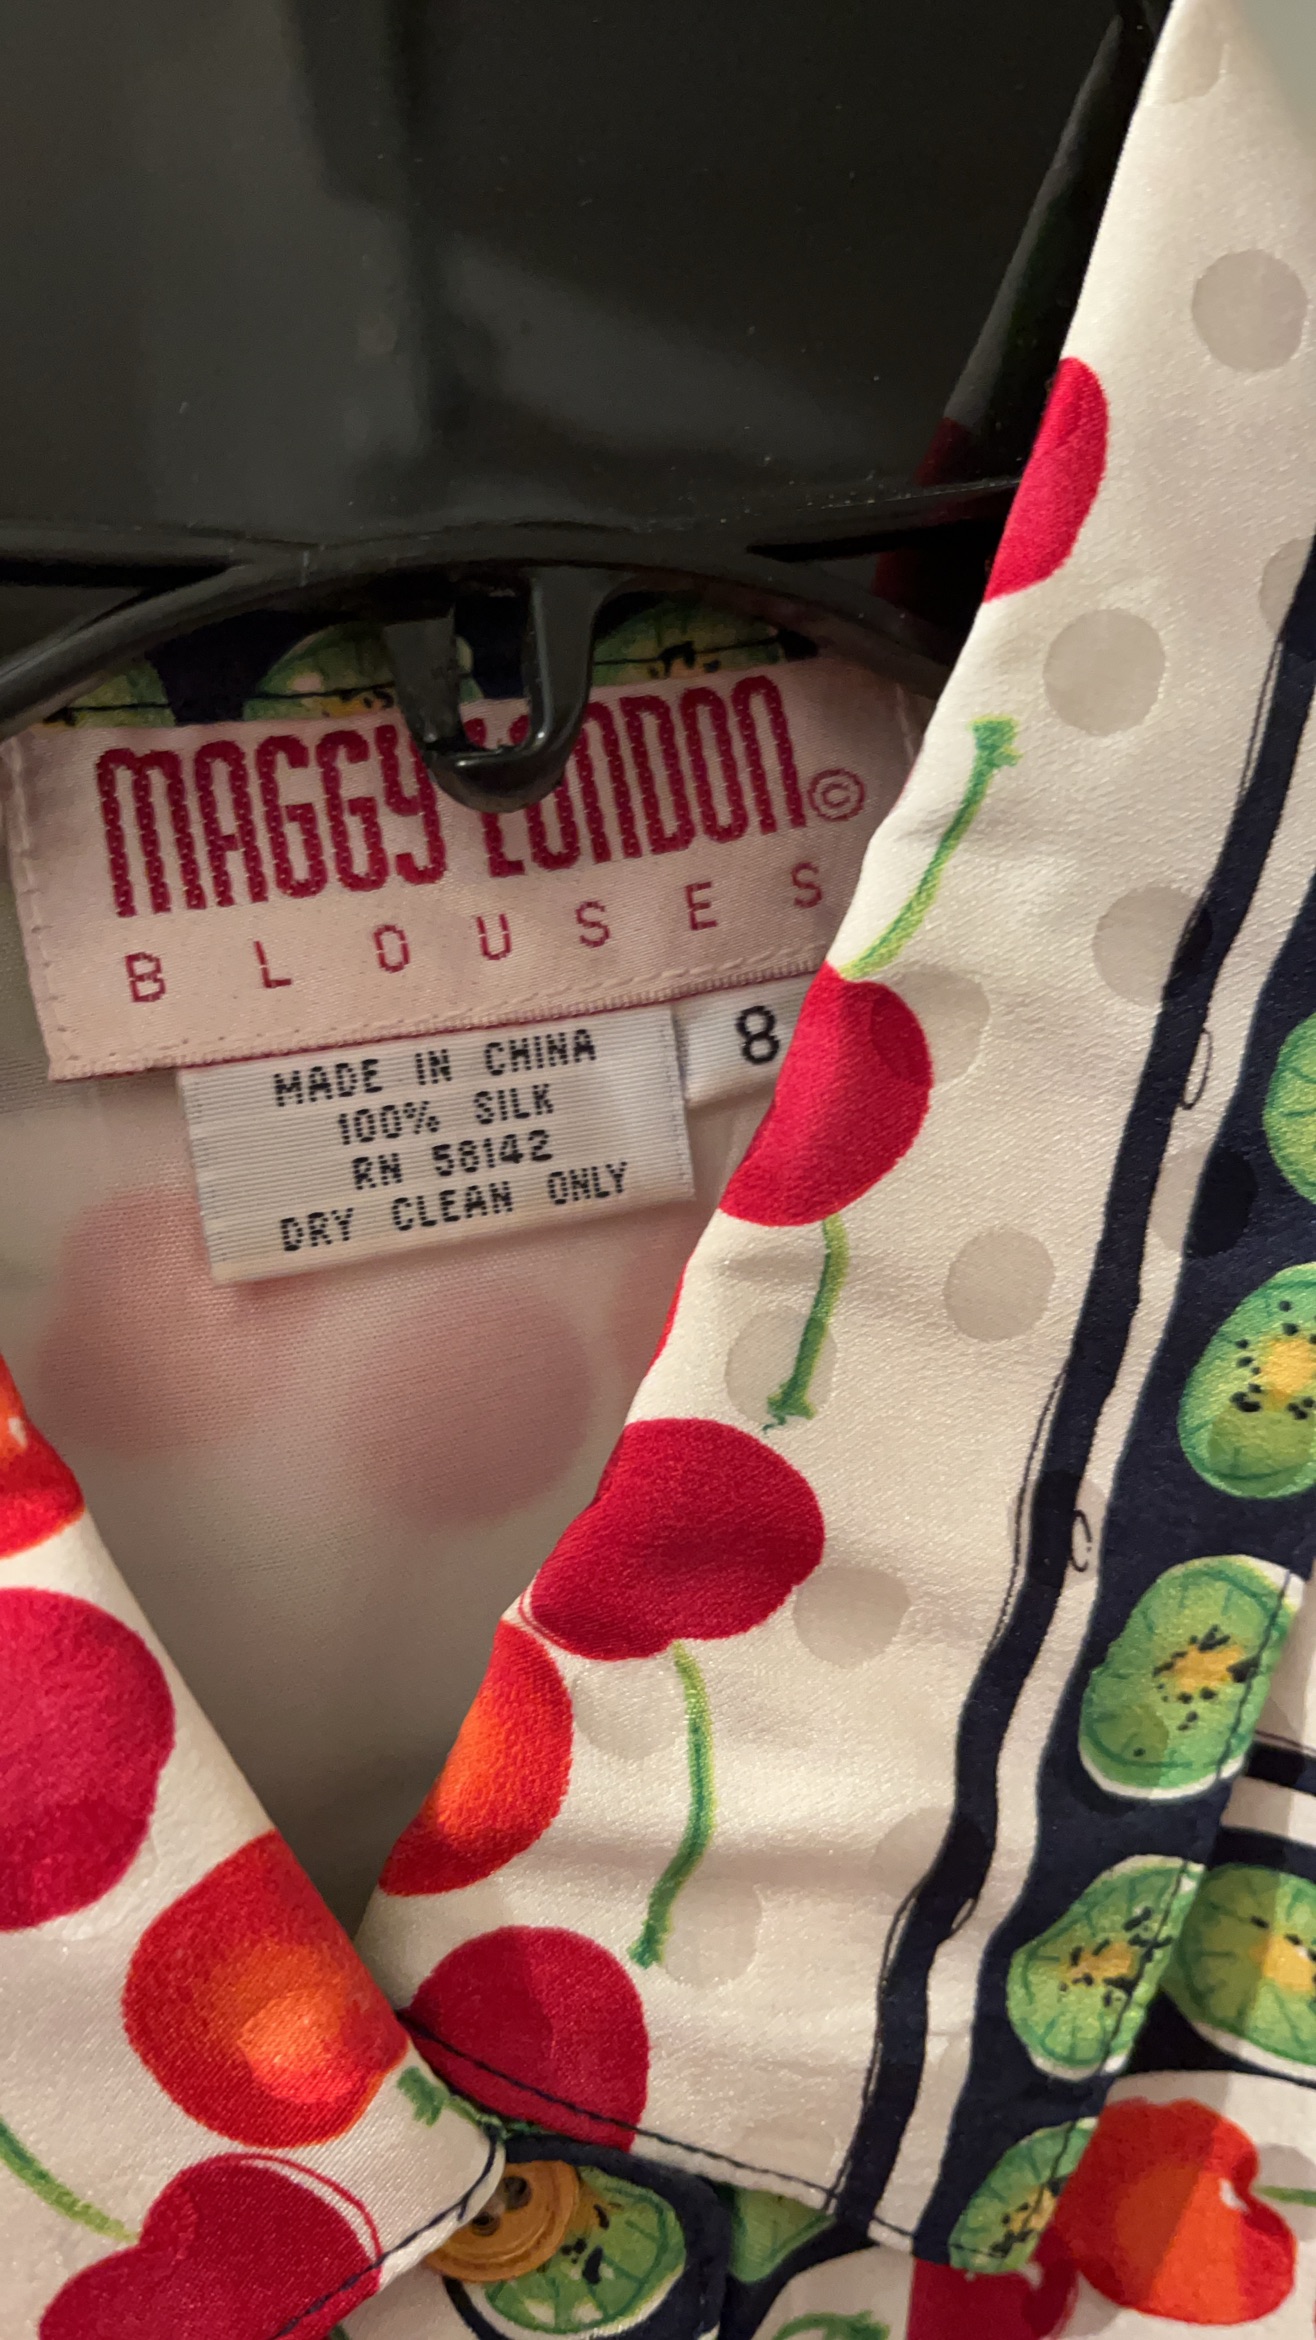 MAGGY LONDON©
BLOUSES
8
MADE IN CHINA
100% SILK
RN 58142
DRY CLEAN ONLY